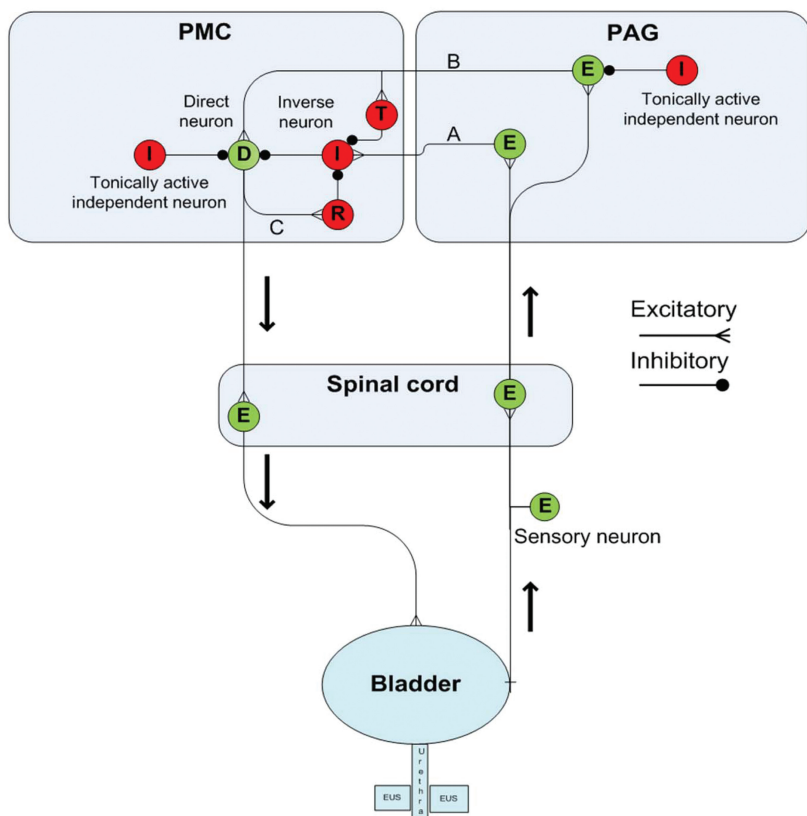 PMC
PAG
B
E
I
Direct
neuron
Inverse
neuron
T
Tonically active
independent neuron
A
E
I
D
I
Tonically active
independent neuron
C
R
Excitatory
Inhibitory
Spinal cord
E
E
E
Sensory neuron
Bladder
Urethra
EUS
EUS